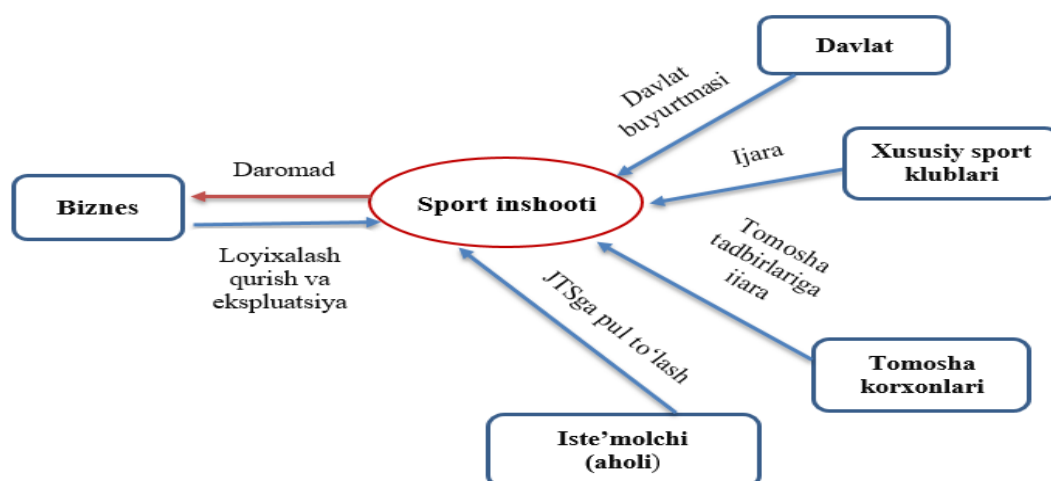 Davlat
Davlat
buyurtmasi
Ijara
Xususiy sport
klublari
Daromad
Biznes
Sport inshooti
Loyixalash
qurish va
ekspluatsiya
Tomosha
tadbirlariga
ijara
JTSga pul to‘lash
Tomosha
korxonlari
Iste’molchi
(aholi)